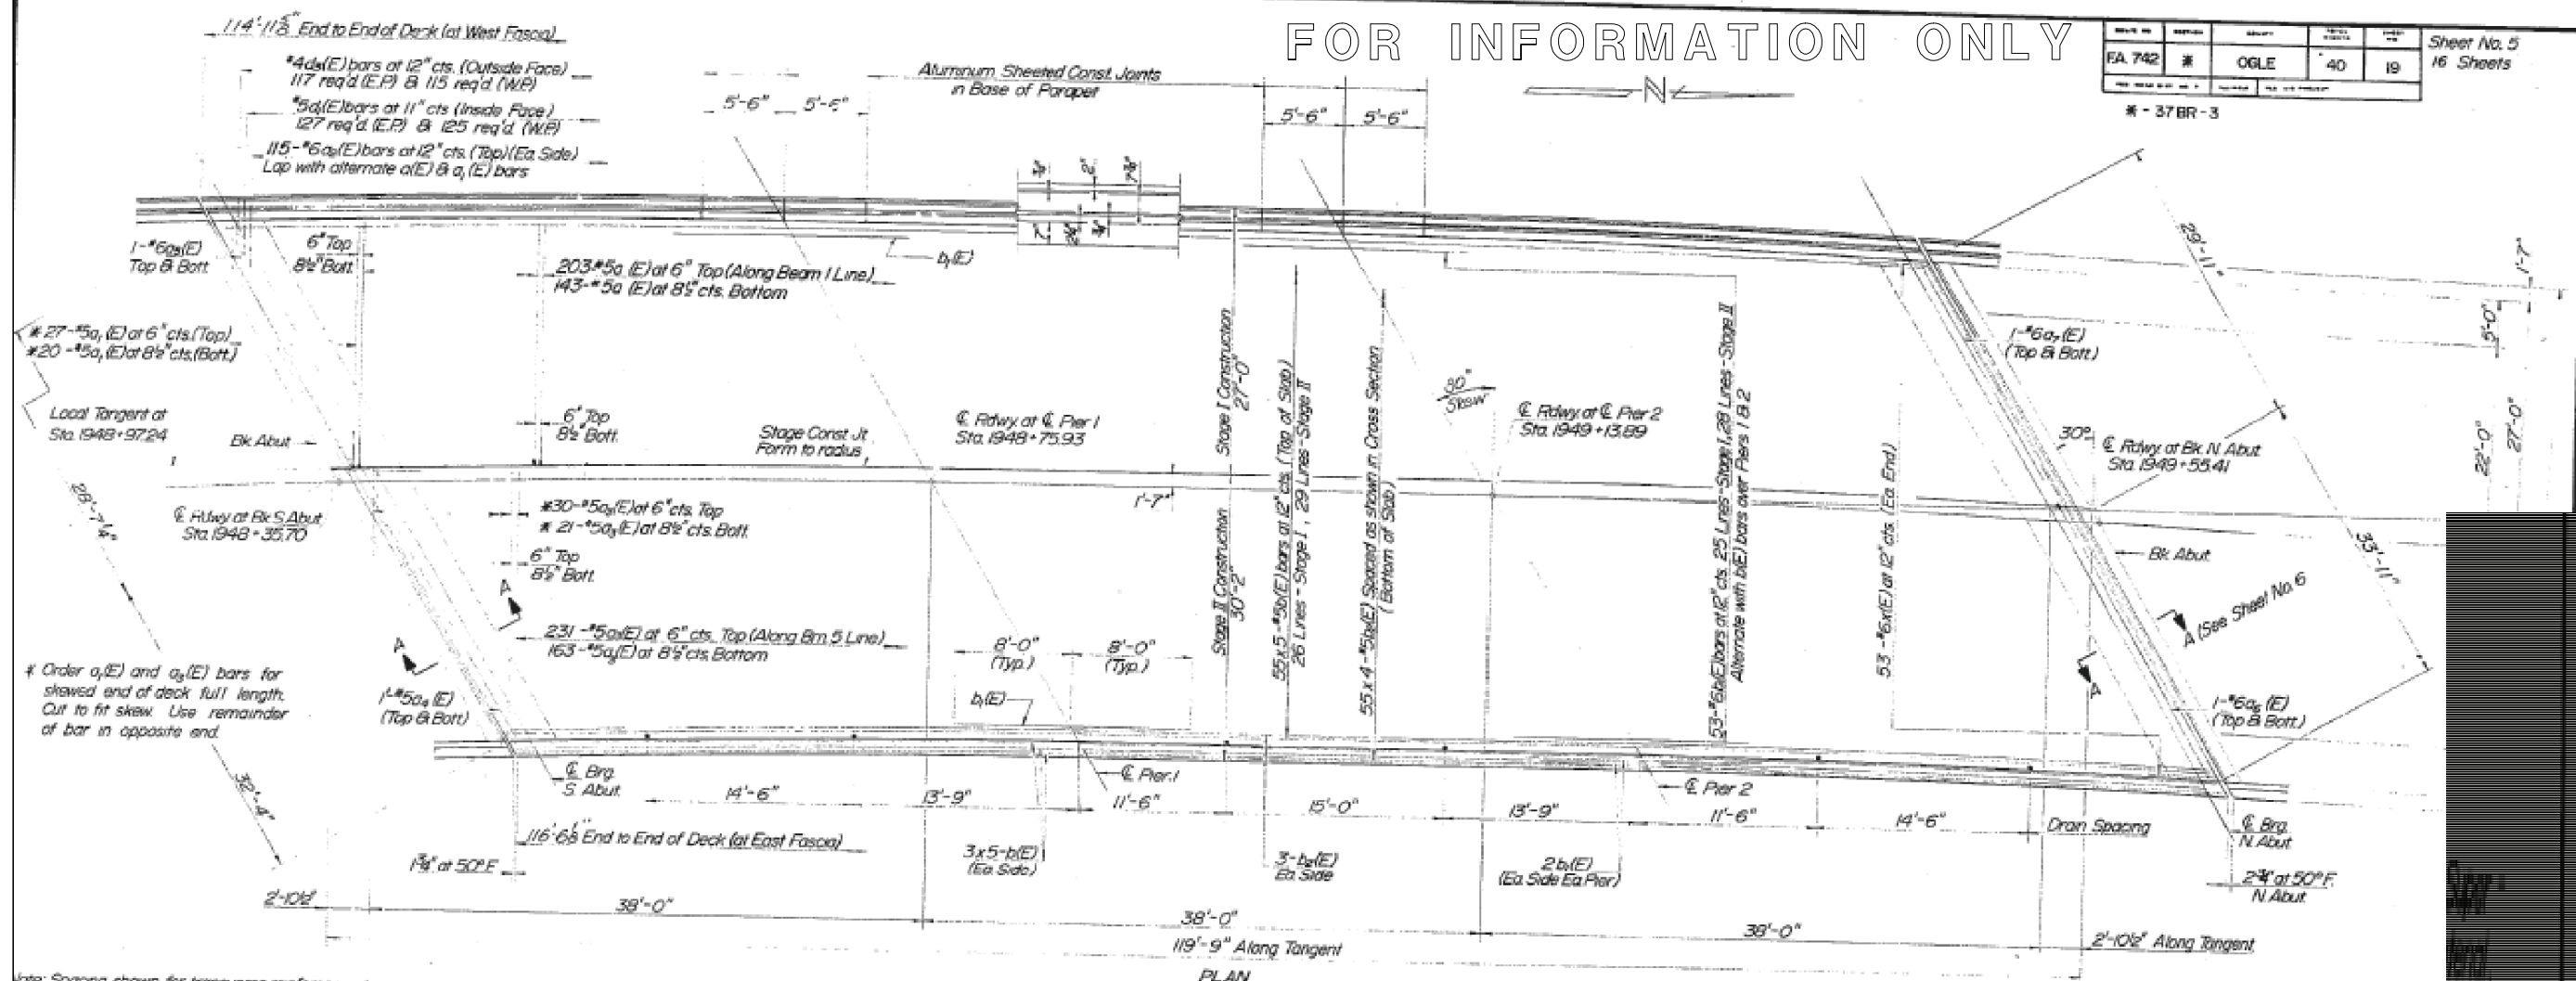 FOR INFORMATION ONLY
FA. 742
*
OGLE
40
19
Sheet No. 5
16 Sheets
* - 37 BR - 3
114'-11⅝" End to End of Deck (at West Fascia)
#4d₅(E) bars at 12" cts. (Outside Face)
117 req'd (E.P.) & 115 req'd. (W.P.)
#5d₁(E) bars at 11" cts (Inside Face)
127 req'd. (E.P.) & 125 req'd. (W.P.)
115-#6a₂(E) bars at 12" cts. (Top) (Ea. Side)
Lap with alternate a(E) & a₁(E) bars
Aluminum Sheeted Const. Joints
in Base of Parapet
5'-6"
5'-6"
5'-6"
5'-6"
N
2"
7"
1-#6a₅(E)
Top & Bott.
6" Top
8½" Bott.
203-#5a (E) at 6" Top (Along Beam 1 Line)
143-#5a (E) at 8½" cts. Bottom
b₁(E)
29'-11"
1'-7"
5'-0"
22'-0"
27'-0"
* 27-#5a₁(E) at 6" cts. (Top)
* 20-#5a₁(E) at 8½" cts. (Bott.)
1-#6a₇(E)
(Top & Bott.)
Local Tangent at
Sta. 1948+97.24
Bk. Abut.
6" Top
8½" Bott.
Stage Const. Jt.
Form to radius
℄ Rdwy. at ℄ Pier 1
Sta. 1948+75.93
Stage I Construction
27'-0"
Stage II Construction
30'-2"
55x5-#5b(E) bars at 12" cts. (Top of Slab)
26 Lines - Stage I, 29 Lines - Stage II
55x4-#5b₂(E) Spaced as shown in Cross Section
(Bottom of Slab)
30°
Skew
℄ Rdwy. at ℄ Pier 2
Sta. 1949+13.89
53-#6b₁(E) bars at 12" cts. 25 Lines-Stage I, 28 Lines-Stage II
Alternate with b(E) bars over Piers 1 & 2
53-#6x(E) at 12" cts. (Ea. End)
30°
℄ Rdwy. at Bk. N. Abut.
Sta. 1949+55.41
1'-7"
28'-7¼"
℄ Rdwy at Bk. S. Abut.
Sta. 1948+35.70
*30-#5a₃(E) at 6" cts. Top
* 21-#5a₃(E) at 8½" cts. Bott.
6" Top
8½" Bott.
33'-11"
Bk. Abut.
A
A
A (See Sheet No. 6
A
231-#5a₃(E) at 6" cts. Top (Along Bm. 5 Line)
163-#5a₃(E) at 8½" cts. Bottom
8'-0"
(Typ.)
8'-0"
(Typ.)
* Order a₁(E) and a₃(E) bars for
skewed end of deck full length.
Cut to fit skew. Use remainder
of bar in opposite end.
1-#5a₄(E)
(Top & Bott.)
b₁(E)
1-#6a₆(E)
(Top & Bott.)
32'-4"
℄ Brg.
S. Abut.
℄ Pier 1
℄ Pier 2
14'-6"
13'-9"
11'-6"
15'-0"
13'-9"
11'-6"
14'-6"
Drain Spacing
℄ Brg.
N. Abut.
116'-6⅛" End to End of Deck (at East Fascia)
1¾" at 50° F.
3x5-b(E)
(Ea. Side)
3-b₂(E)
Ea. Side
2 b₁(E)
(Ea. Side Ea. Pier)
2¾" at 50° F.
N. Abut.
2'-10½"
38'-0"
38'-0"
38'-0"
2'-10½" Along Tangent
119'-9" Along Tangent
PLAN